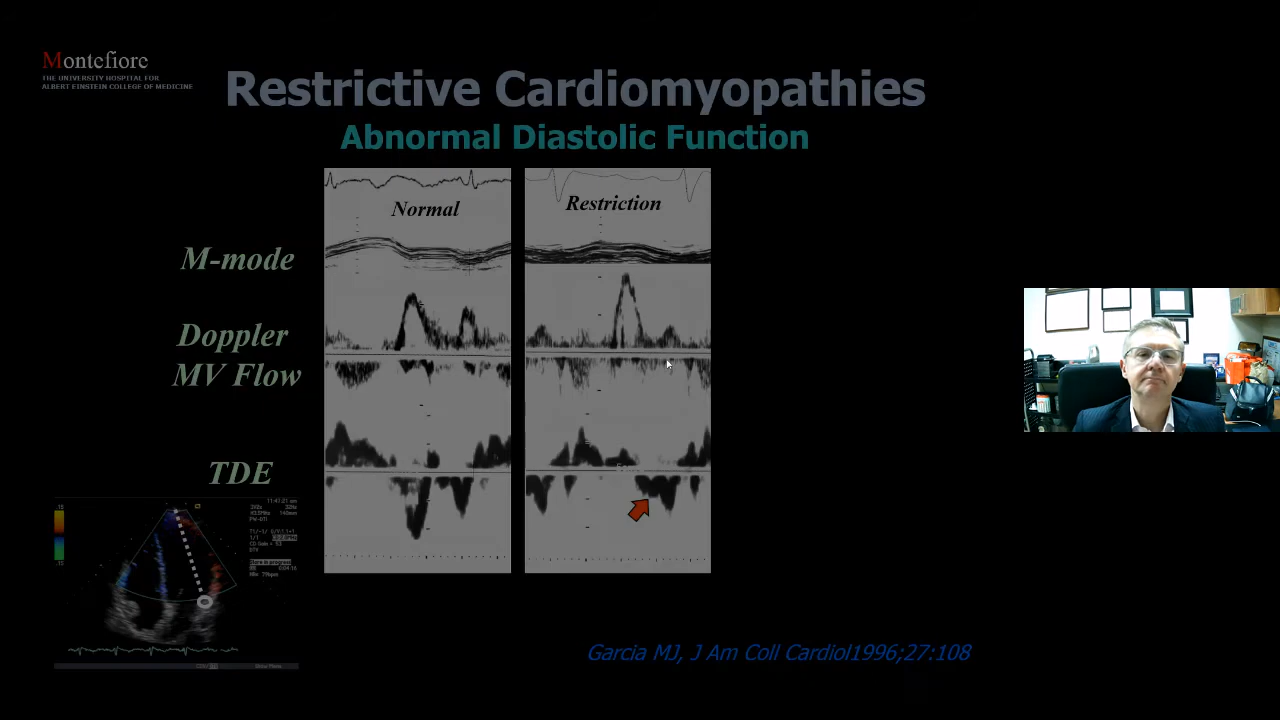 Montefiore
THE UNIVERSITY HOSPITAL FOR
ALBERT EINSTEIN COLLEGE OF MEDICINE
Restrictive Cardiomyopathies
Abnormal Diastolic Function
Normal
Restriction
M-mode
Doppler
MV Flow
TDE
Garcia MJ, J Am Coll Cardiol1996;27:108